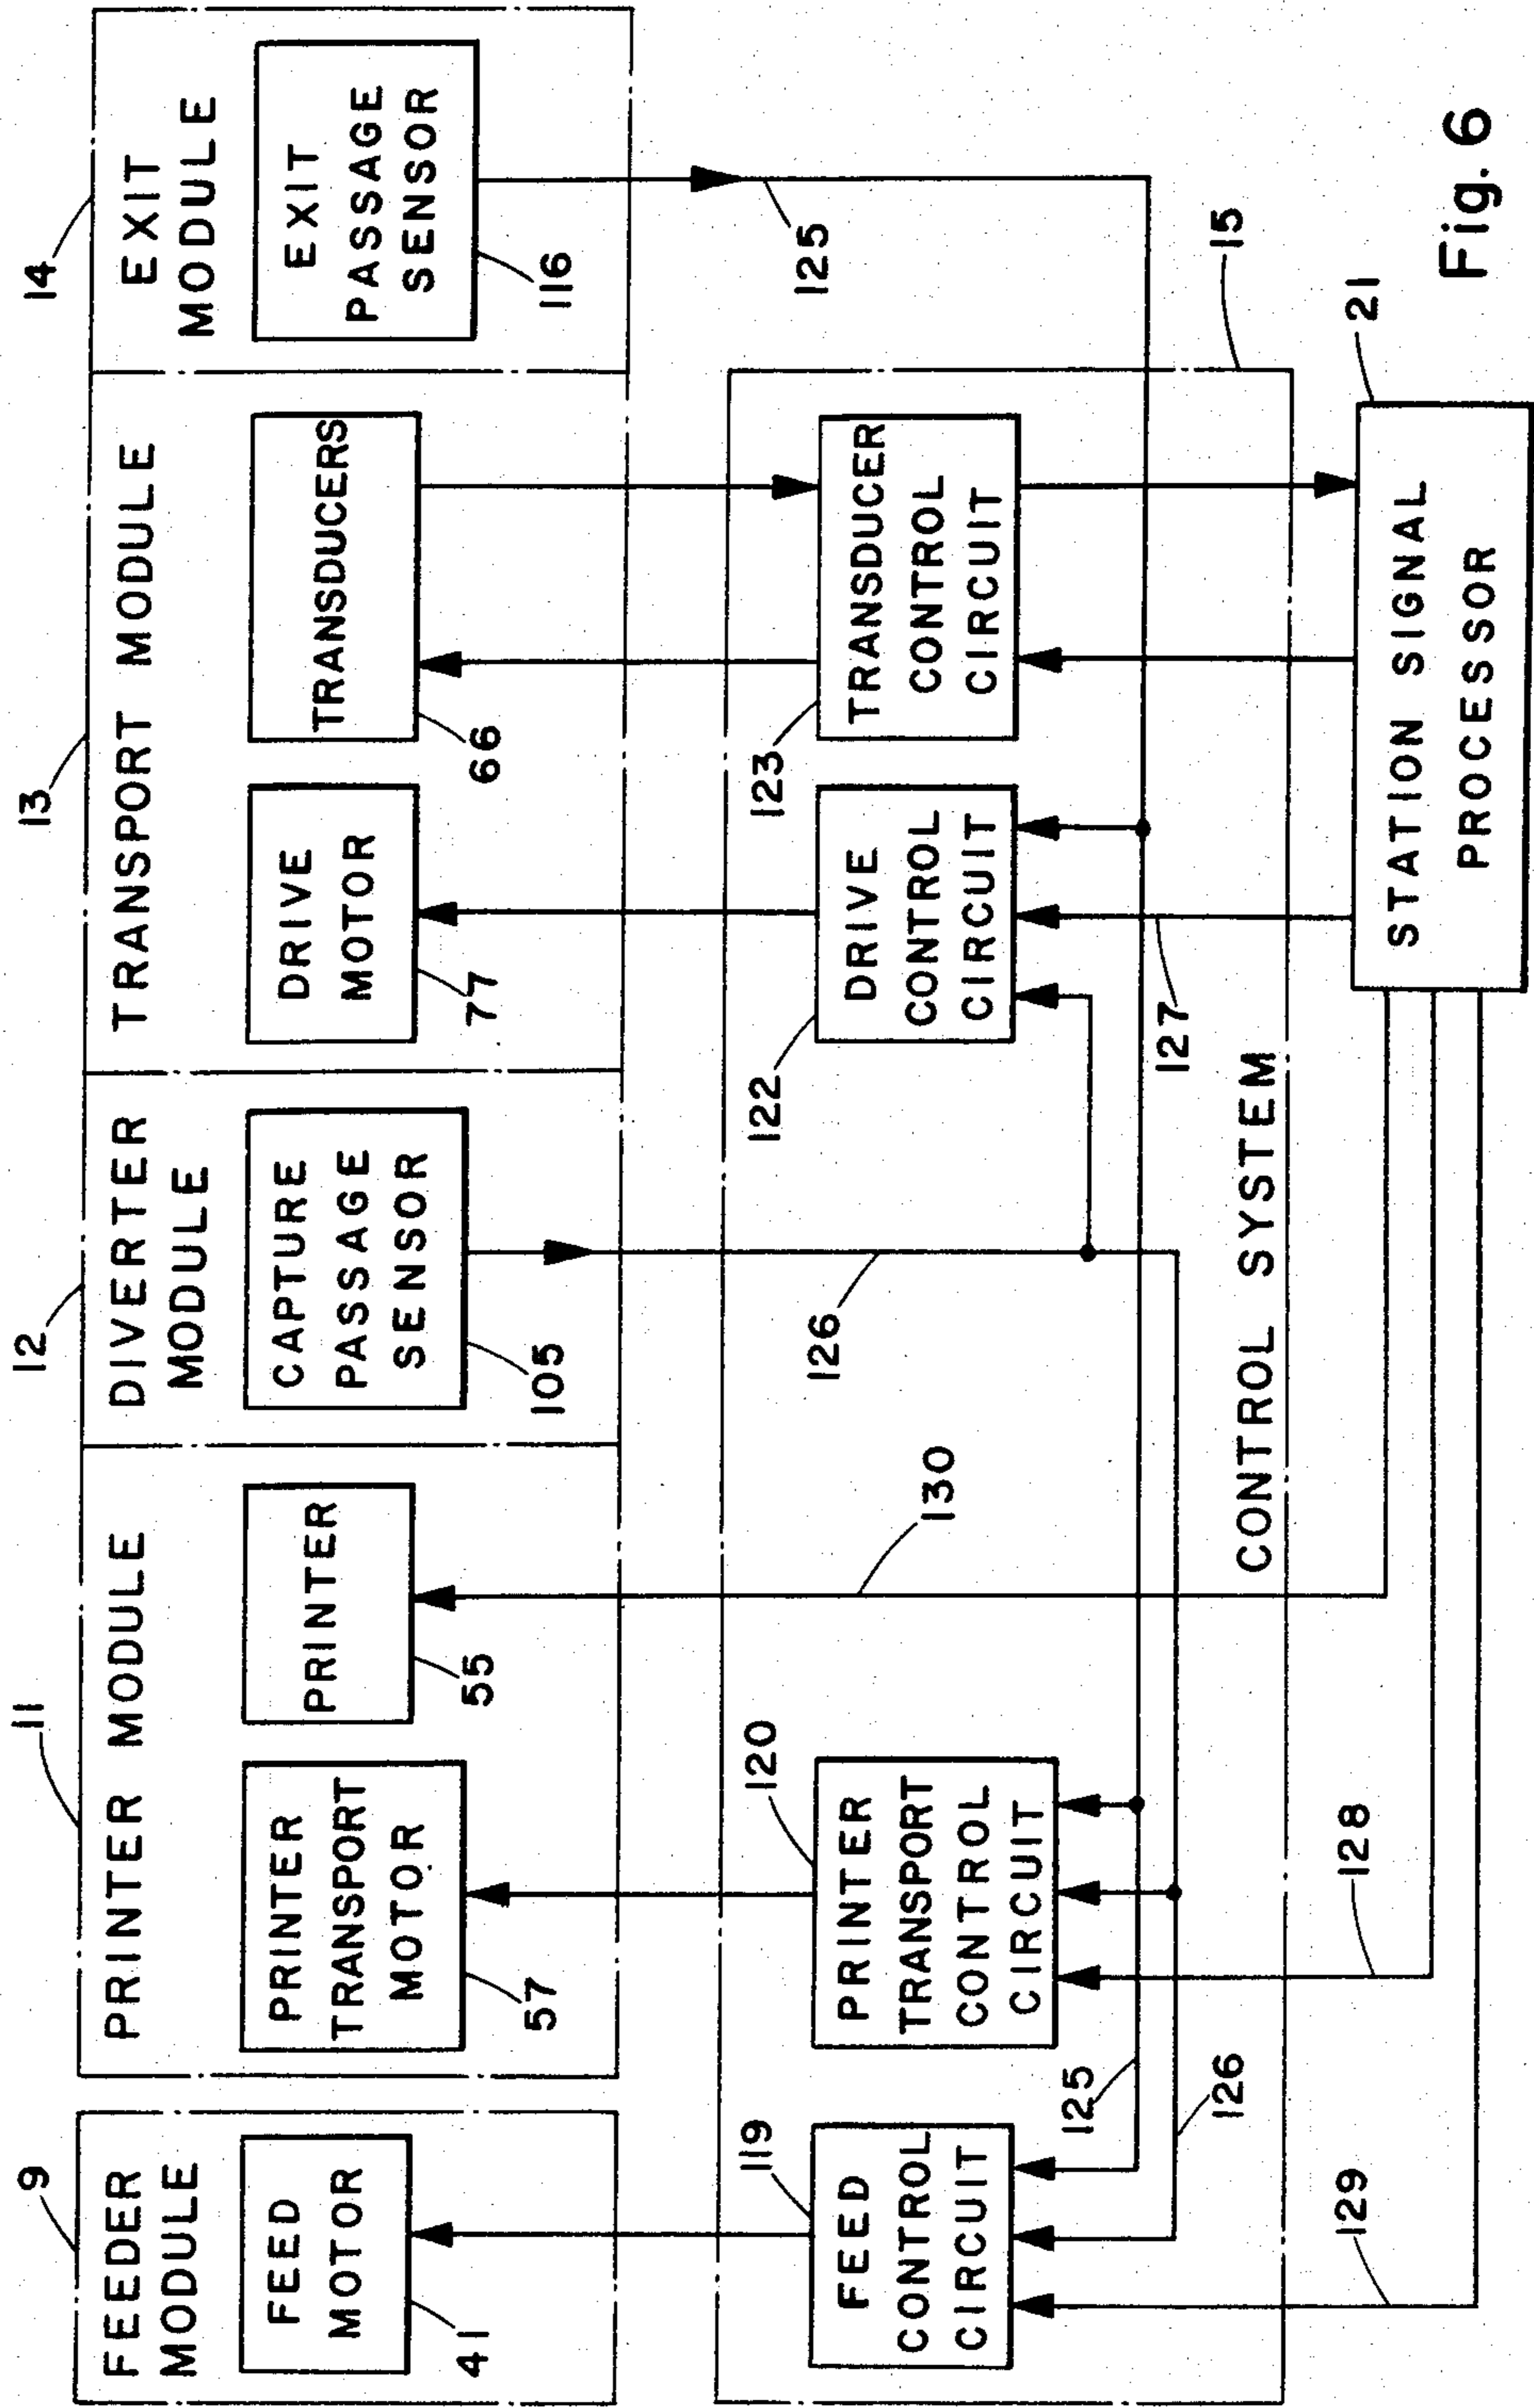 9
11
12
13
14
FEEDER
MODULE
PRINTER MODULE
DIVERTER
MODULE
TRANSPORT MODULE
EXIT
MODULE
FEED
MOTOR
41
PRINTER
TRANSPORT
MOTOR
57
PRINTER
55
CAPTURE
PASSAGE
SENSOR
105
DRIVE
MOTOR
77
TRANSDUCERS
66
EXIT
PASSAGE
SENSOR
116
119
FEED
CONTROL
CIRCUIT
120
PRINTER
TRANSPORT
CONTROL
CIRCUIT
130
126
122
DRIVE
CONTROL
CIRCUIT
123
TRANSDUCER
CONTROL
CIRCUIT
125
125
126
127
CONTROL SYSTEM
15
129
128
STATION SIGNAL
PROCESSOR
21
Fig. 6